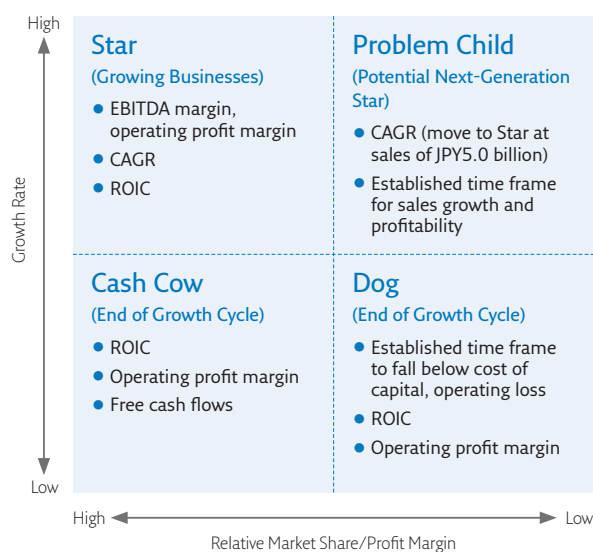 High
Growth Rate
Low
Star
(Growing Businesses)
● EBITDA margin,
operating profit margin
● CAGR
● ROIC
Problem Child
(Potential Next-Generation
Star)
● CAGR (move to Star at
sales of JPY5.0 billion)
● Established time frame
for sales growth and
profitability
Cash Cow
(End of Growth Cycle)
● ROIC
● Operating profit margin
● Free cash flows
Dog
(End of Growth Cycle)
● Established time frame
to fall below cost of
capital, operating loss
● ROIC
● Operating profit margin
High
Low
Relative Market Share/Profit Margin